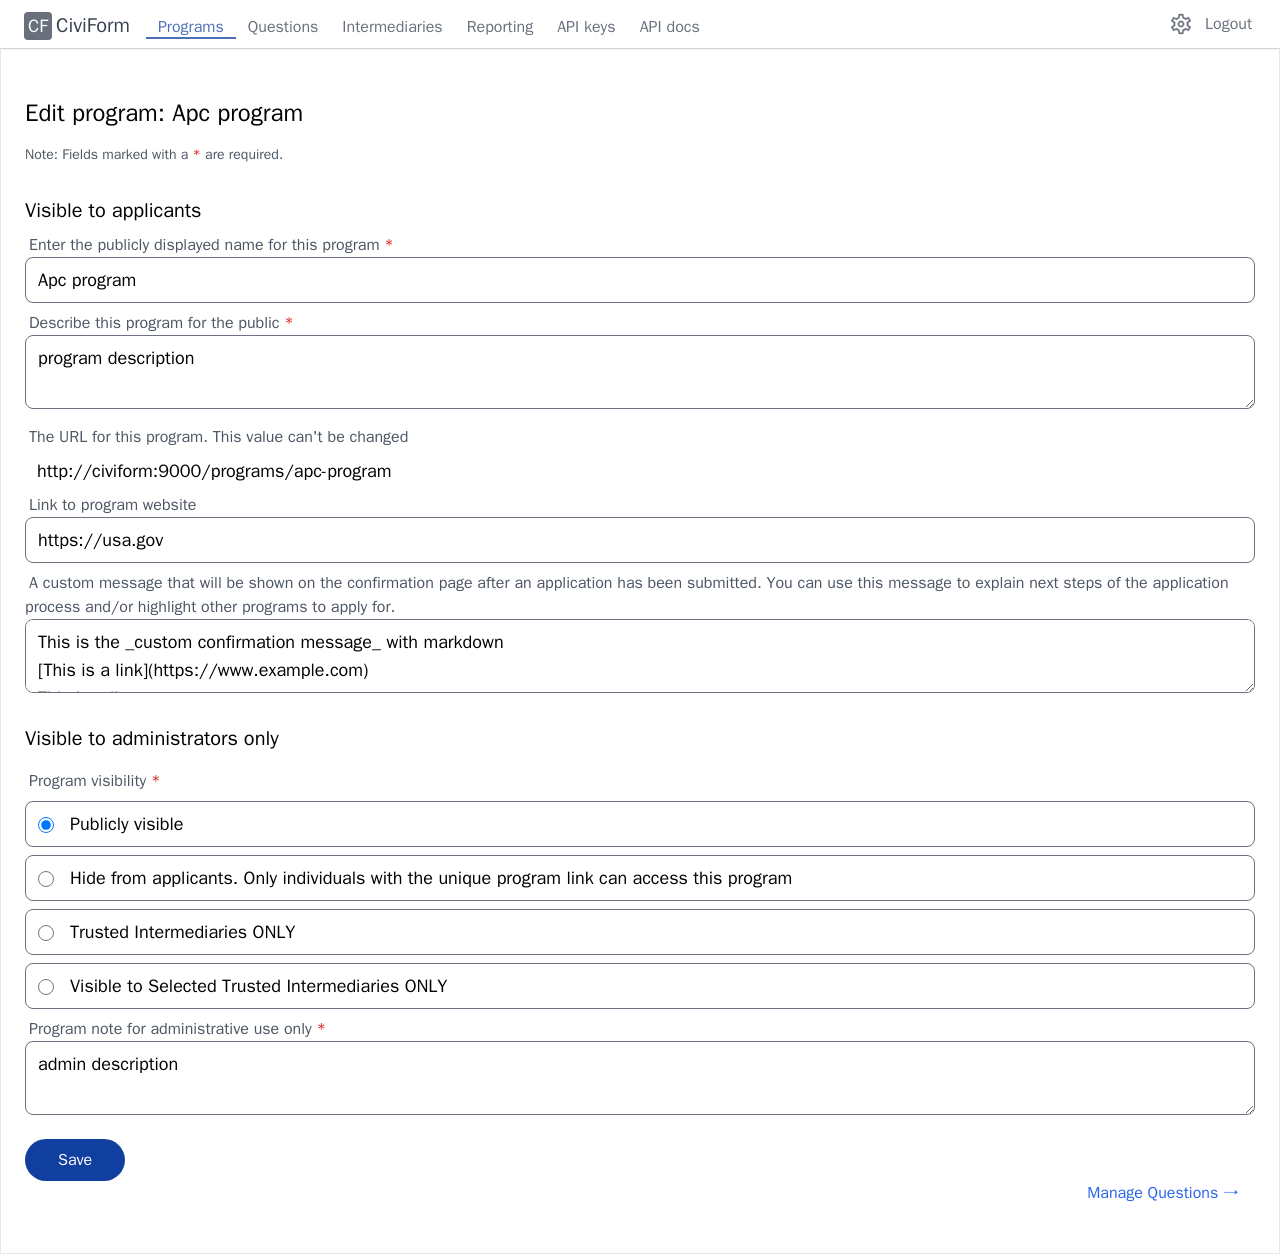 CF CiviForm Programs Questions Intermediaries Reporting API keys API docs Logout
Edit program: Apc program
Note: Fields marked with a * are required.
Visible to applicants
Enter the publicly displayed name for this program *
Apc program
Describe this program for the public *
program description
The URL for this program. This value can't be changed
http://civiform:9000/programs/apc-program
Link to program website
https://usa.gov
A custom message that will be shown on the confirmation page after an application has been submitted. You can use this message to explain next steps of the application
process and/or highlight other programs to apply for.
This is the _custom confirmation message_ with markdown
[This is a link](https://www.example.com)
Visible to administrators only
Program visibility *
Publicly visible
Hide from applicants. Only individuals with the unique program link can access this program
Trusted Intermediaries ONLY
Visible to Selected Trusted Intermediaries ONLY
Program note for administrative use only *
admin description
Save
Manage Questions →